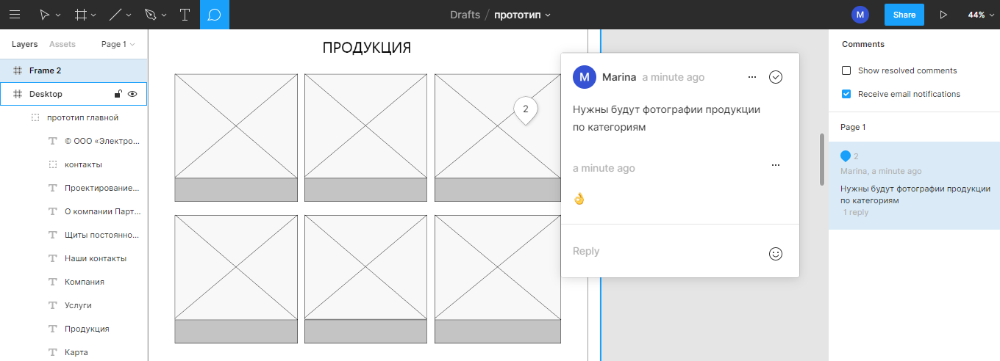 Drafts / прототип
M
Share
44%
Layers Assets Page 1
Frame 2
Desktop
прототип главной
© ООО «Электро...
контакты
Проектирование...
О компании Парт...
Щиты постоянно...
Наши контакты
Компания
Услуги
Продукция
Карта
ПРОДУКЦИЯ
2
M Marina a minute ago
Нужны будут фотографии продукции
по категориям
a minute ago
👌
Reply
Comments
Show resolved comments
Receive email notifications
Page 1
2
Marina, a minute ago
Нужны будут фотографии продукции
по категориям
1 reply